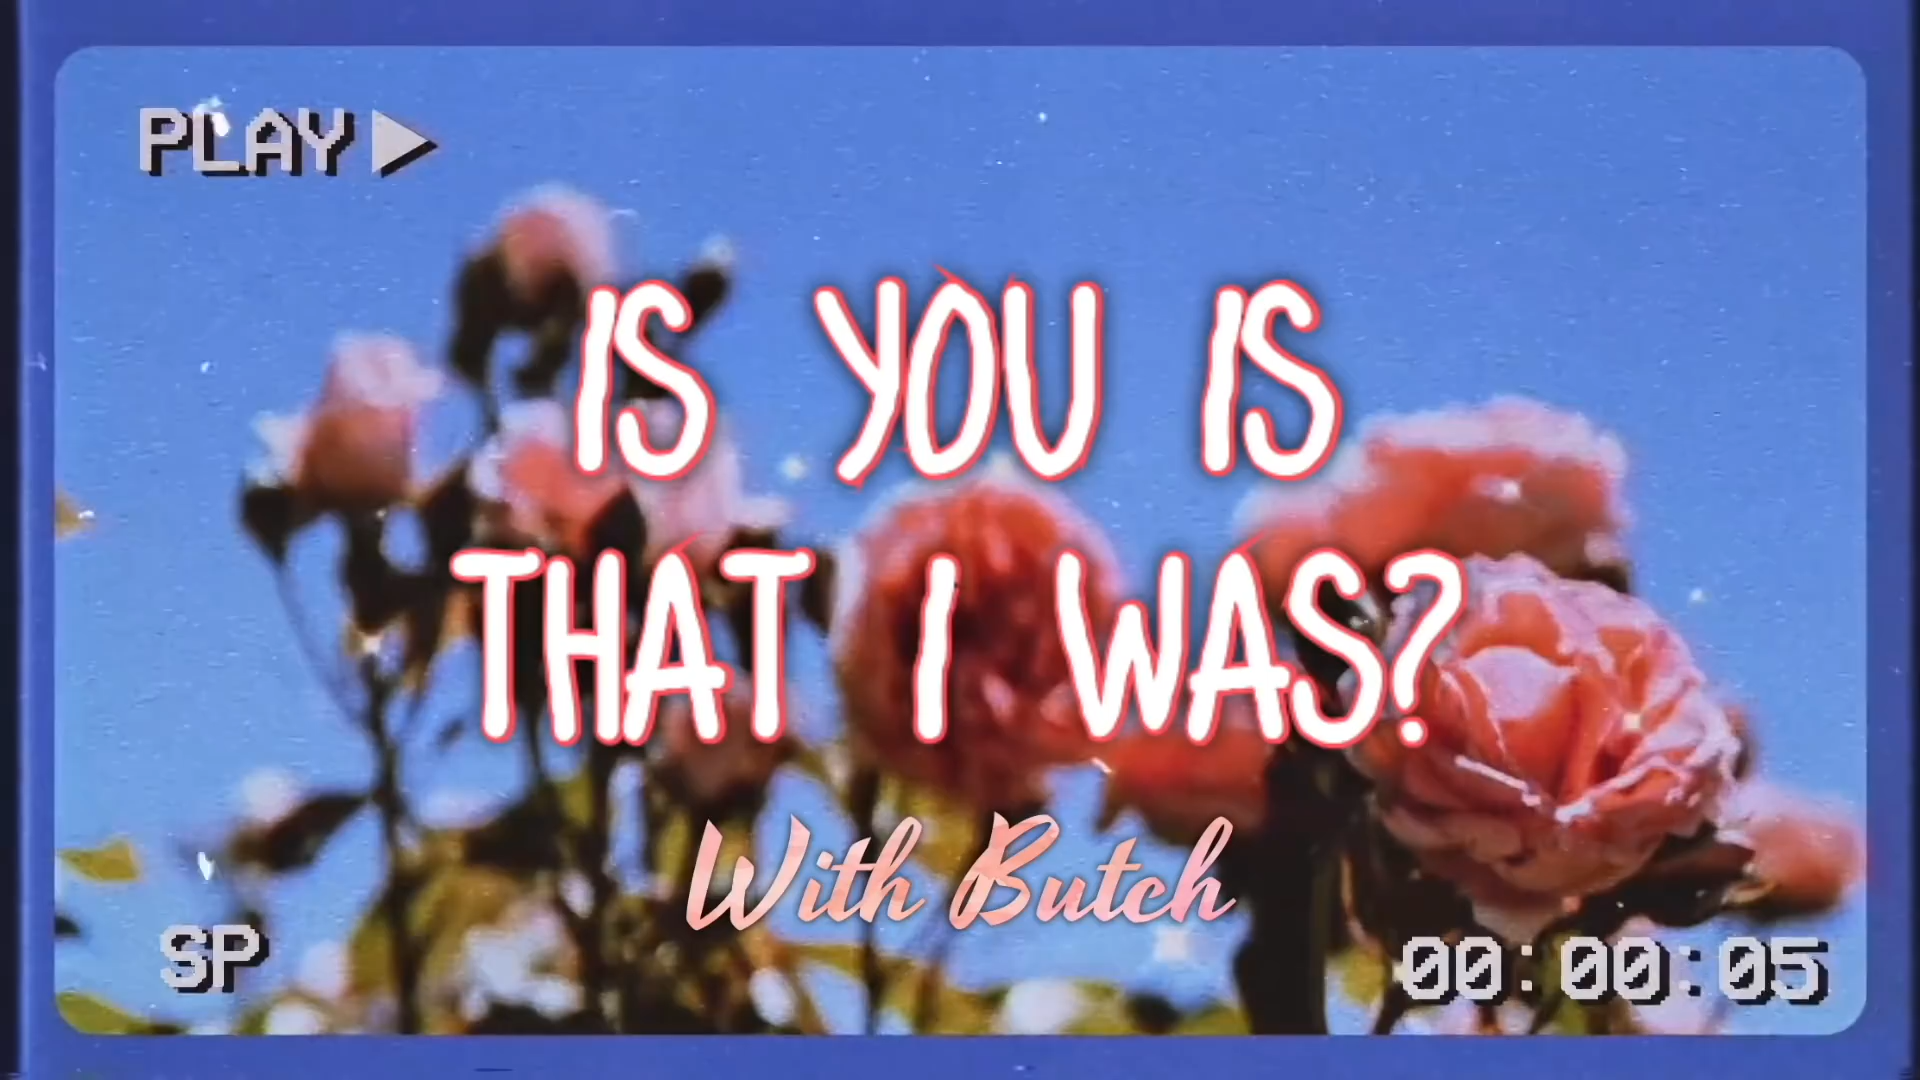 PLAY
IS YOU IS
THAT I WAS?
With Butch
SP
00:00:05